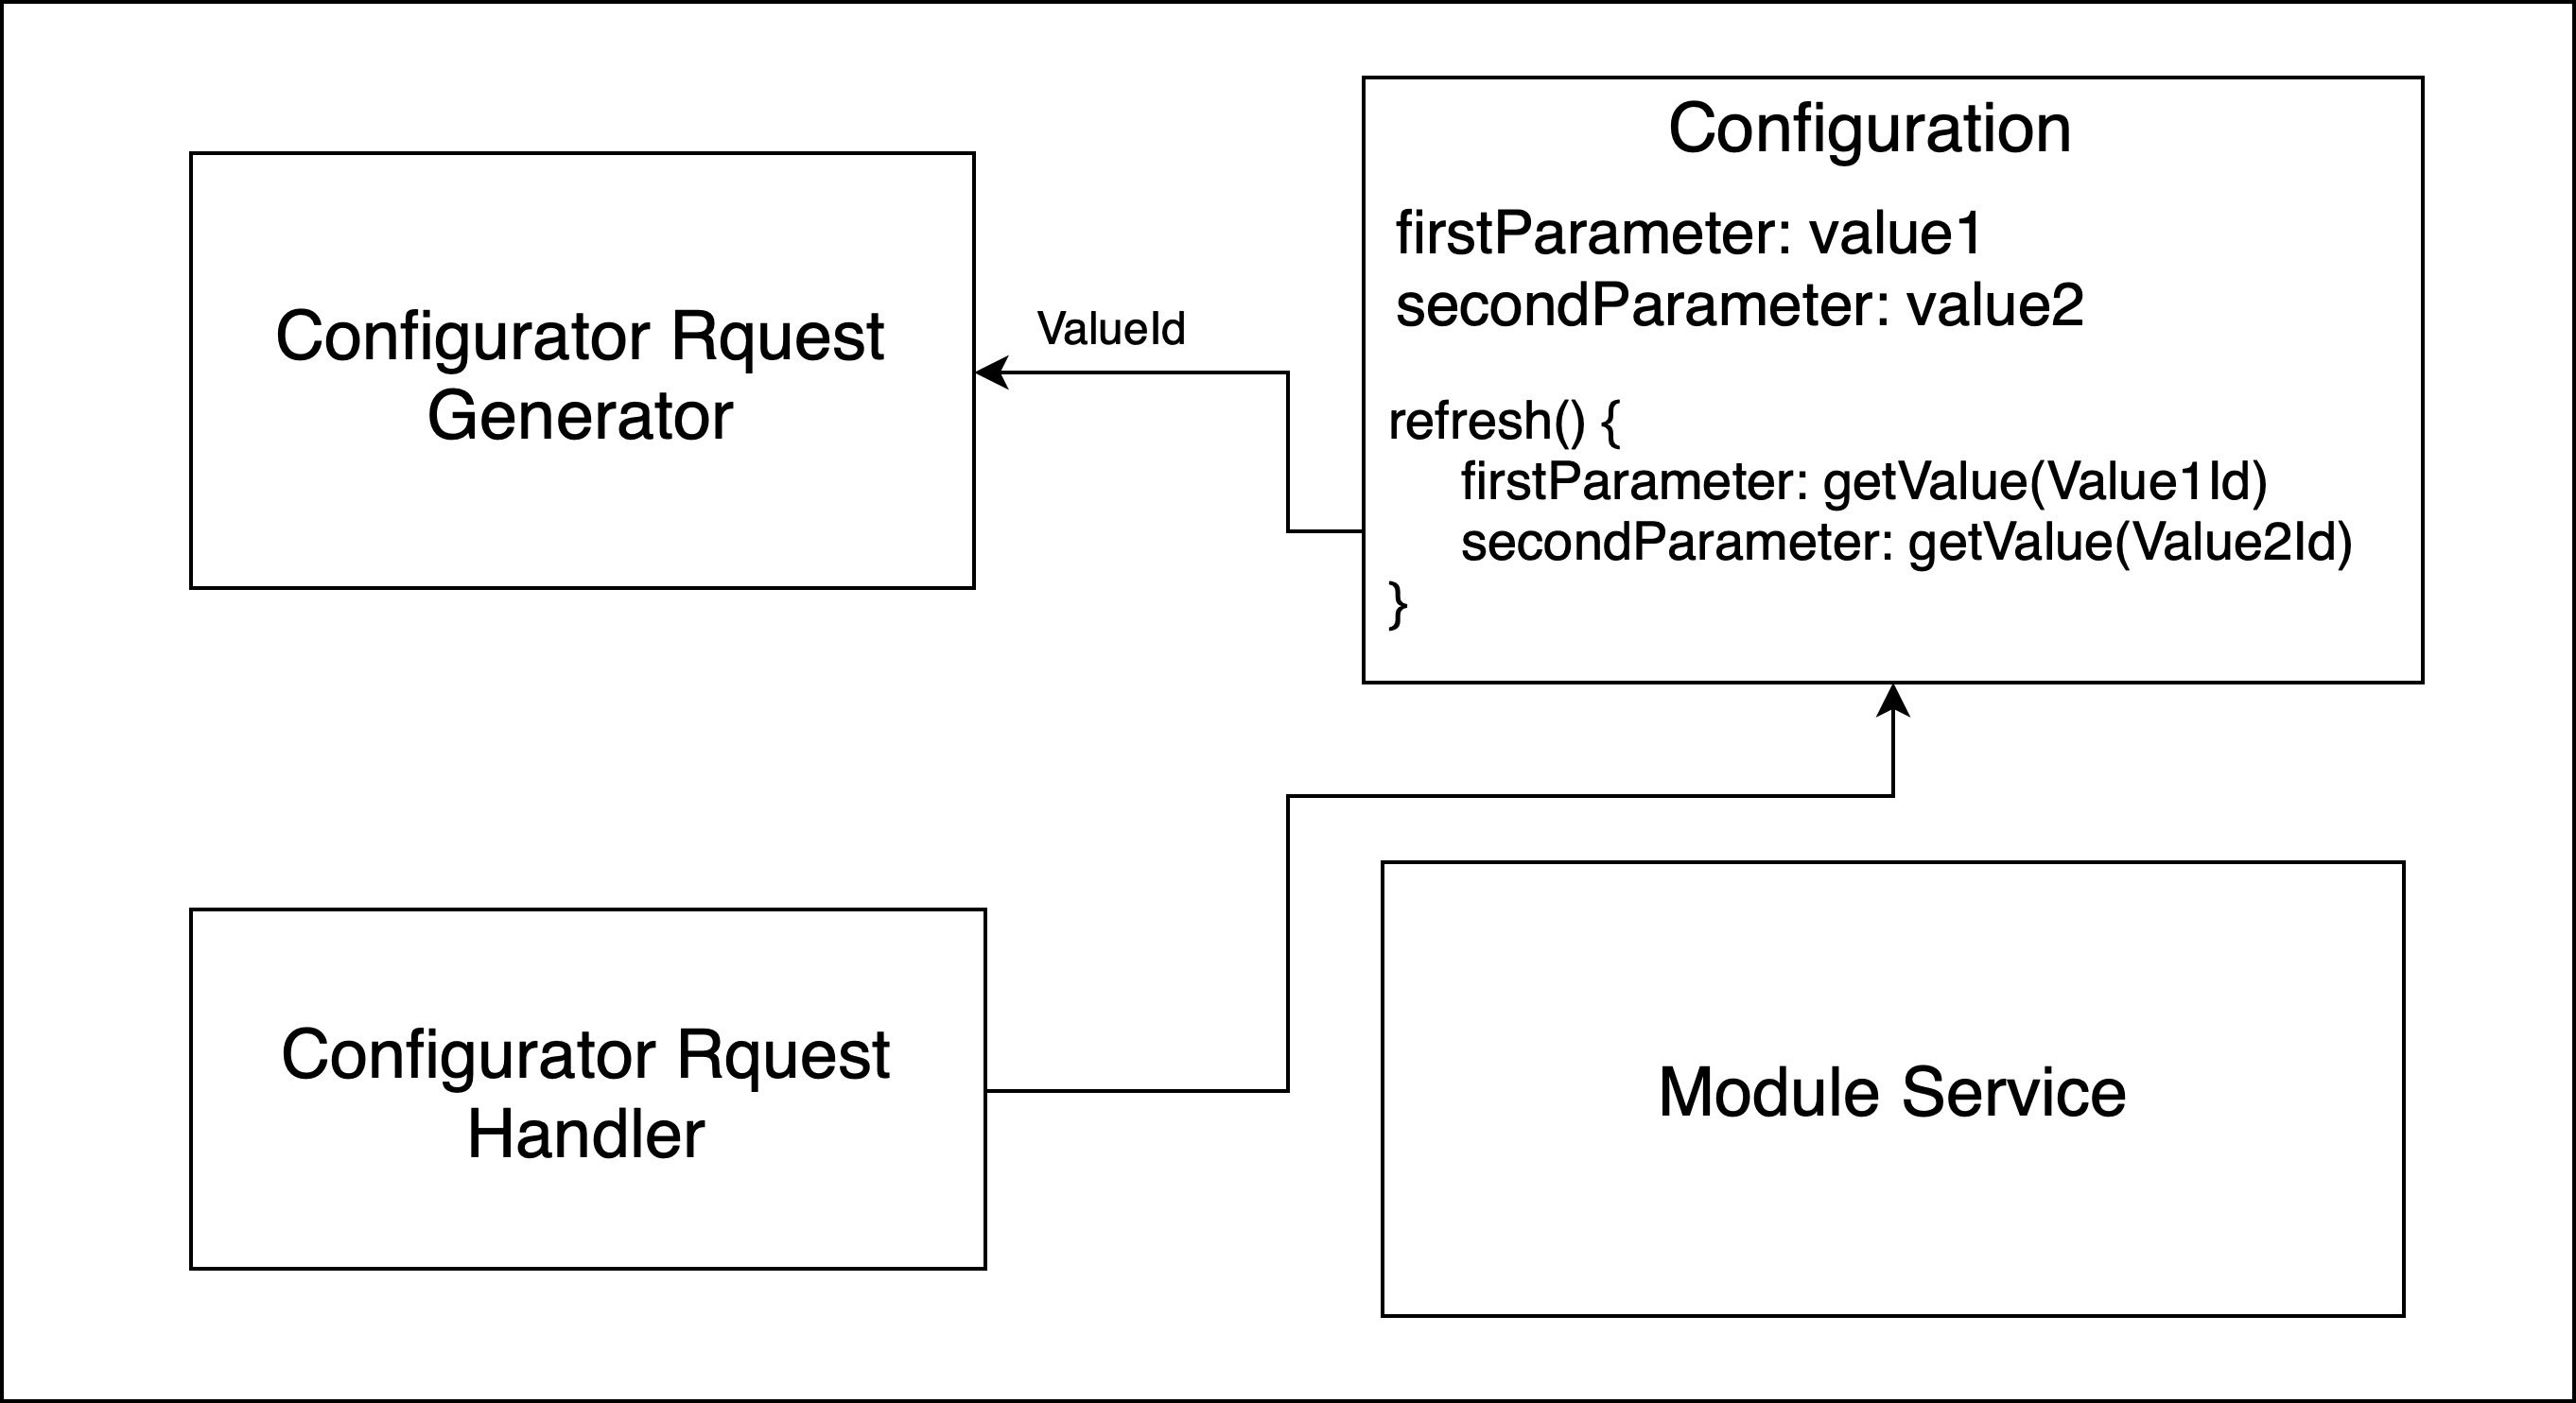 Configurator Rquest
Generator
ValueId
Configuration
firstParameter: value1
secondParameter: value2
refresh() {
firstParameter: getValue(Value1Id)
secondParameter: getValue(Value2Id)
}
Configurator Rquest
Handler
Module Service